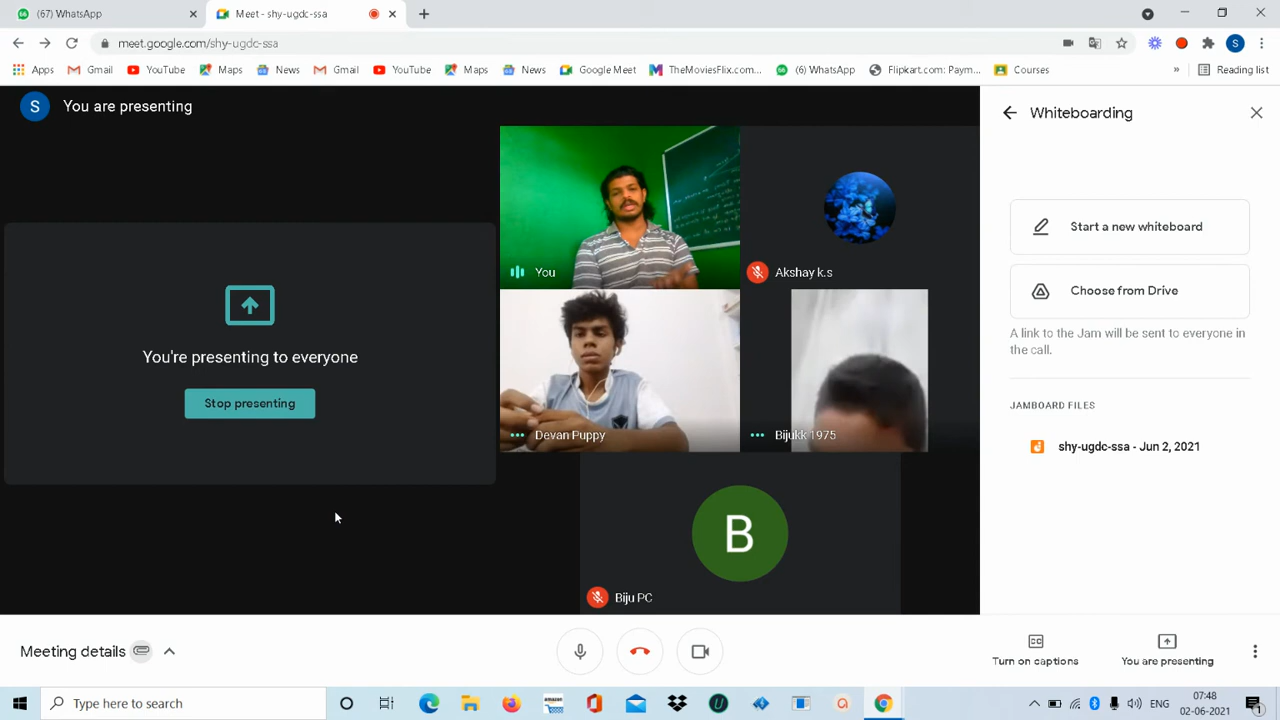 (67) WhatsApp
Meet - shy-ugdc-ssa
meet.google.com/shy-ugdc-ssa
S
Apps
Gmail
YouTube
Maps
News
Gmail
YouTube
Maps
News
Google Meet
TheMoviesFlix.com...
(6) WhatsApp
Flipkart.com: Paym...
Courses
»
Reading list
S
You are presenting
Whiteboarding
Start a new whiteboard
You
Akshay k.s
Choose from Drive
A link to the Jam will be sent to everyone in
the call.
You're presenting to everyone
Stop presenting
JAMBOARD FILES
Devan Puppy
Bijukk 1975
shy-ugdc-ssa - Jun 2, 2021
B
Biju PC
Meeting details
Turn on captions
You are presenting
Type here to search
ENG
07:48
02-06-2021